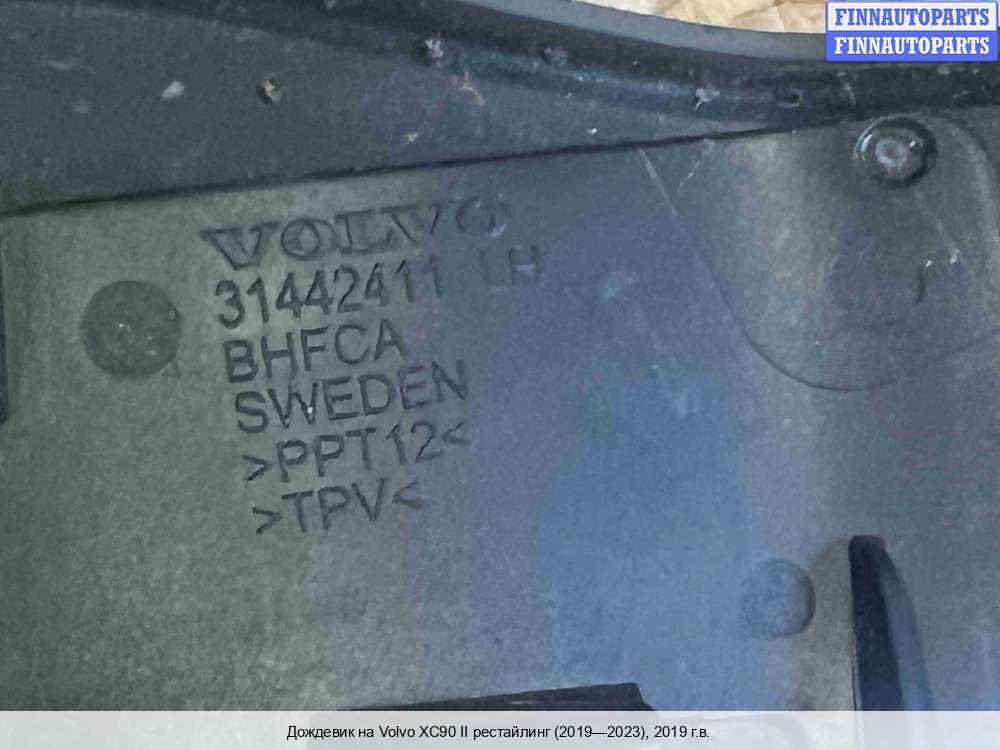 FINNAUTOPARTS
FINNAUTOPARTS
VOLVO
31442411 LH
BHFCA
SWEDEN
>PPT12<
>TPV<
Дождевик на Volvo XC90 II рестайлинг (2019—2023), 2019 г.в.